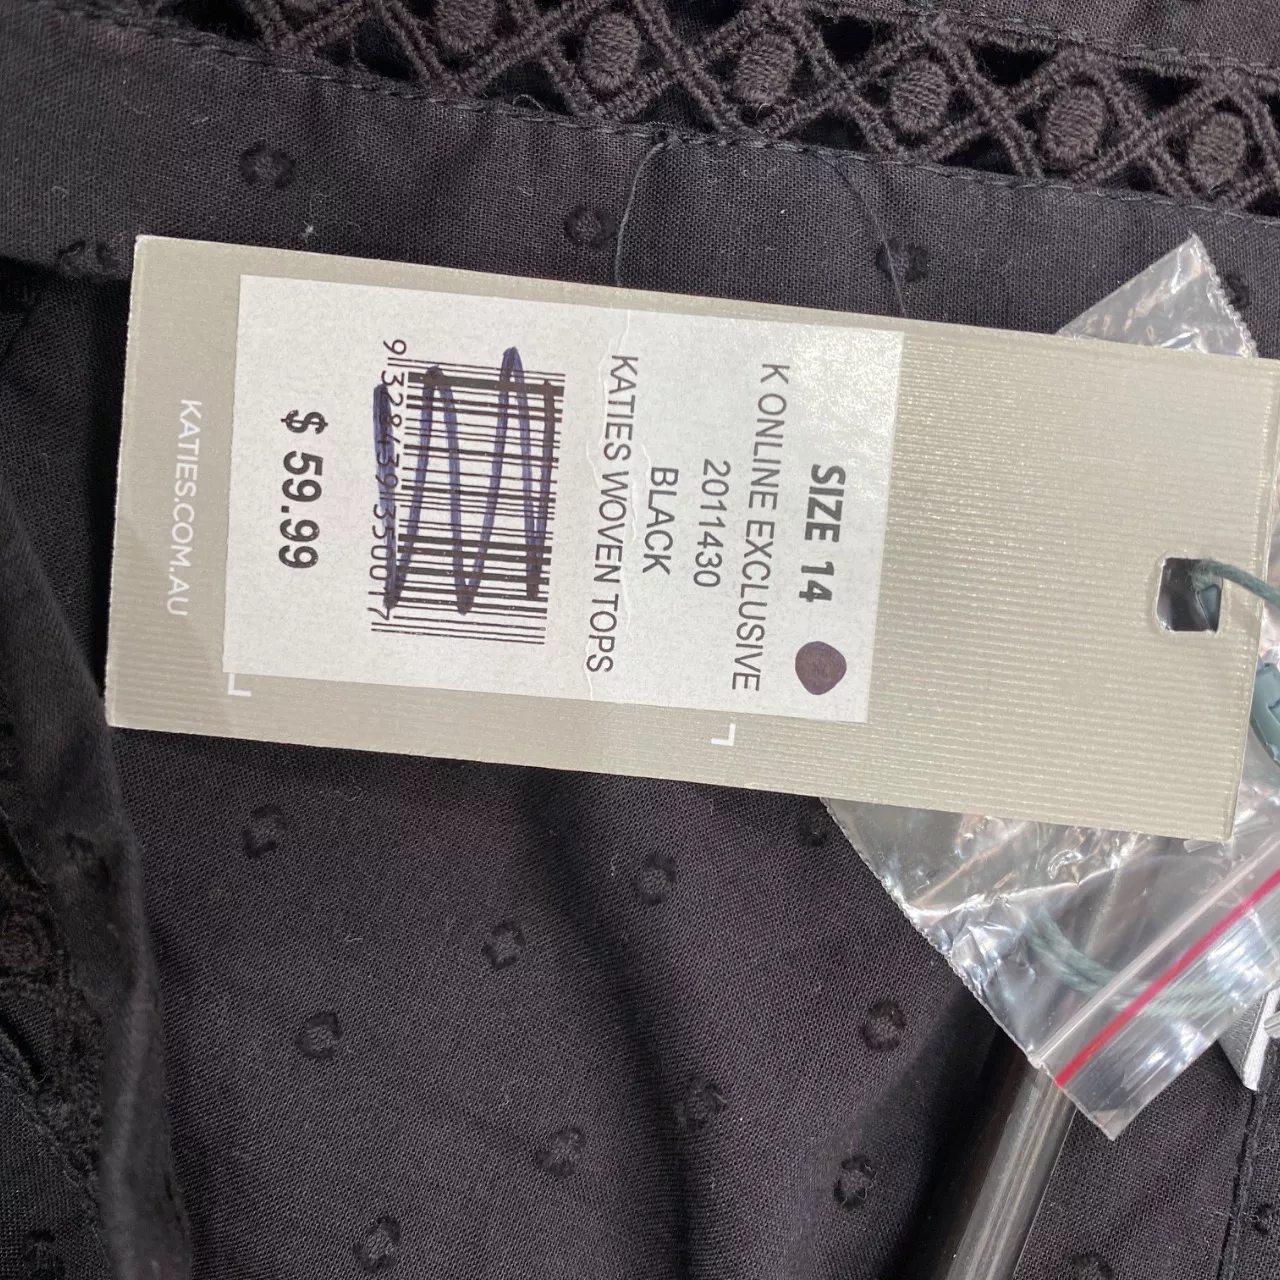 SIZE 14
K ONLINE EXCLUSIVE
2011430
BLACK
KATIES WOVEN TOPS
$ 59.99
KATIES.COM.AU